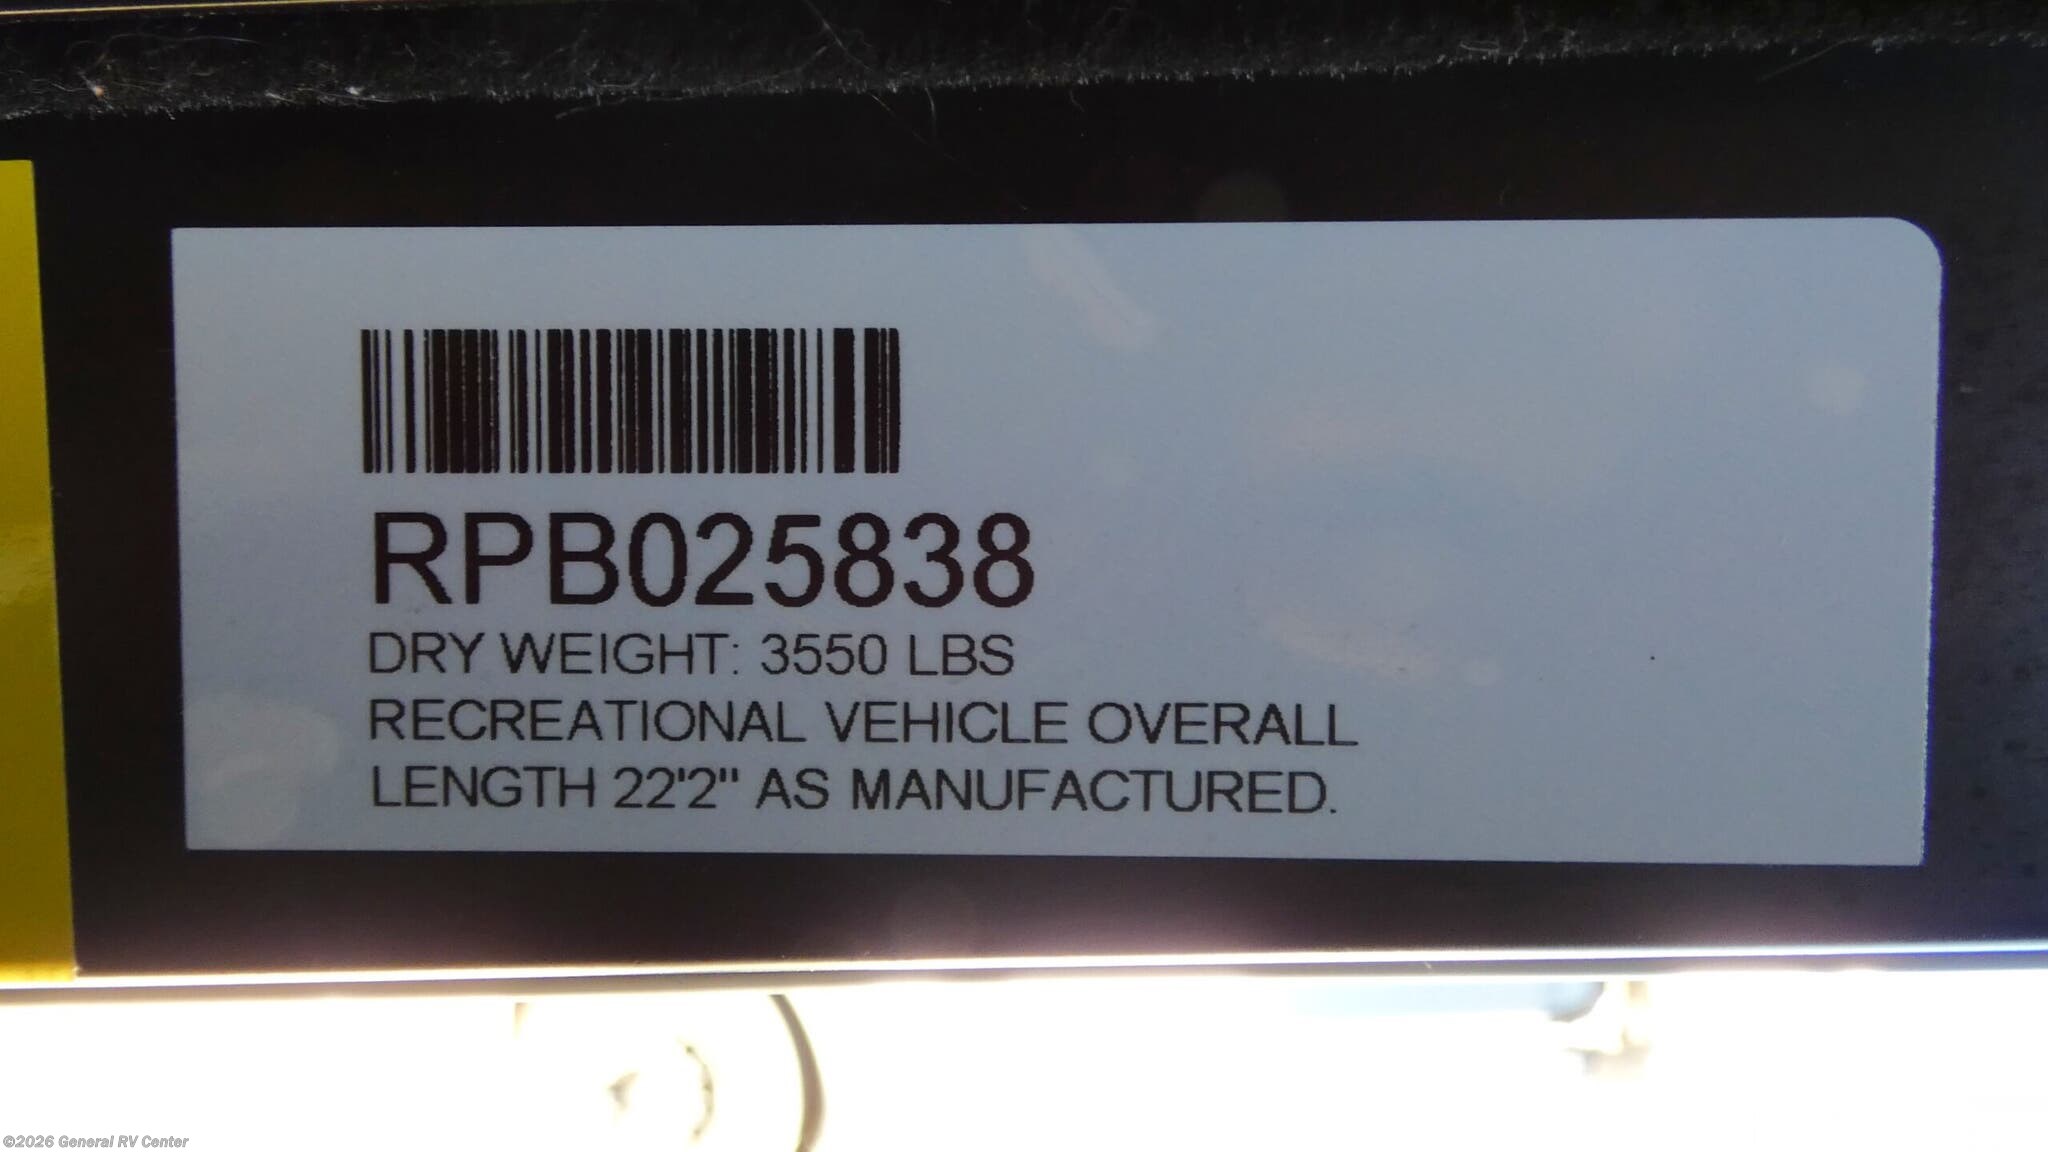 RPB025838
DRY WEIGHT: 3550 LBS
RECREATIONAL VEHICLE OVERALL
LENGTH 22'2" AS MANUFACTURED.
©2026 General RV Center